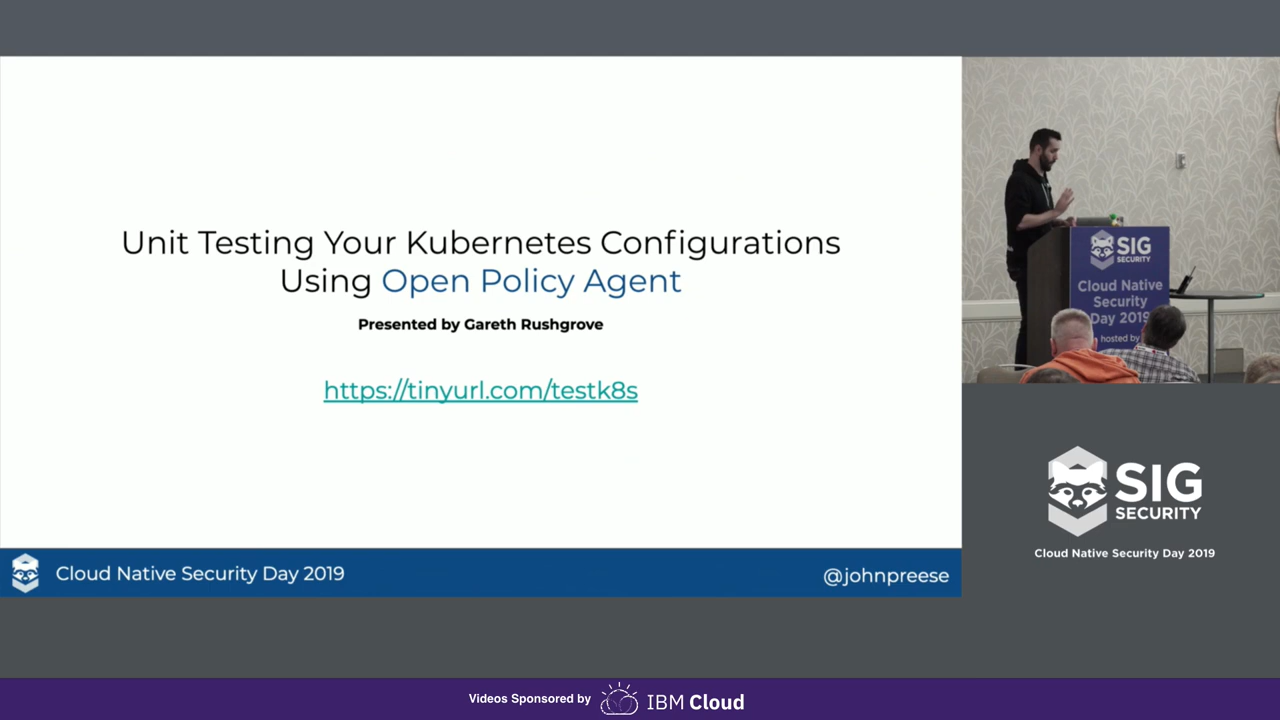 Unit Testing Your Kubernetes Configurations
Using Open Policy Agent
Presented by Gareth Rushgrove
https://tinyurl.com/testk8s
Cloud Native Security Day 2019
@johnpreese
SIG
SECURITY
Cloud Native
Security
Day 2019
hosted by
SIG
SECURITY
Cloud Native Security Day 2019
Videos Sponsored by
IBM Cloud